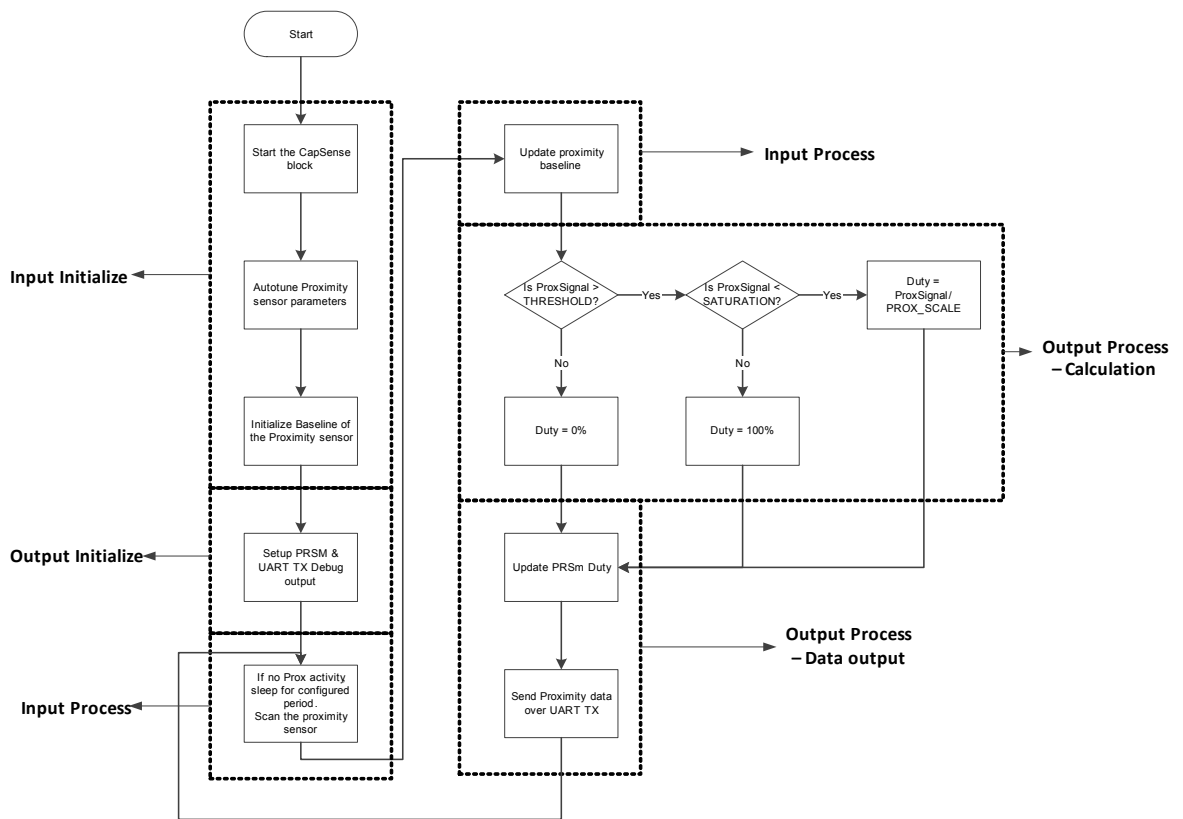 Start
Start the CapSense
block
Autotune Proximity
sensor parameters
Initialize Baseline of
the Proximity sensor
Input Initialize
Setup PRSM &
UART TX Debug
output
Output Initialize
If no Prox activity,
sleep for configured
period.
Scan the proximity
sensor
Input Process
Update proximity
baseline
Input Process
Is ProxSignal >
THRESHOLD?
Yes
No
Is ProxSignal <
SATURATION?
Yes
No
Duty =
ProxSignal/
PROX_SCALE
Duty = 0%
Duty = 100%
Output Process
– Calculation
Update PRSm Duty
Send Proximity data
over UART TX
Output Process
– Data output